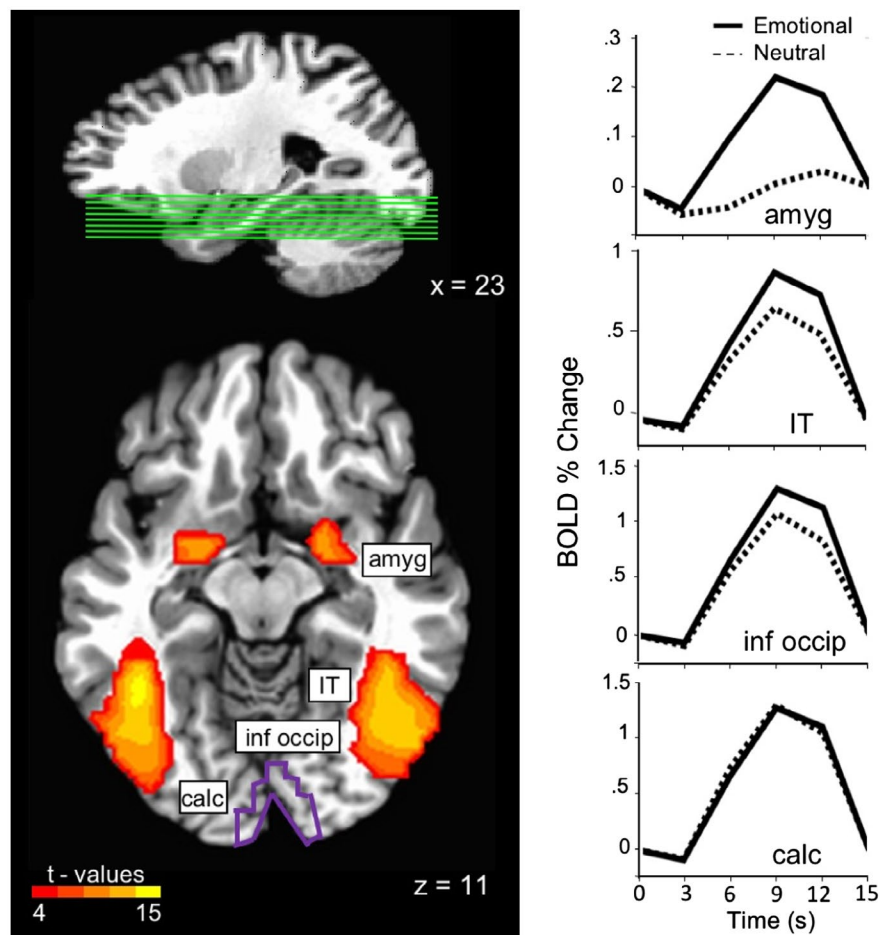 x = 23
amyg
IT
inf occip
calc
t - values
4 15
z = 11
Emotional
Neutral
BOLD % Change
.3
.2
.1
0
amyg
1
.5
0
IT
1.5
1
.5
0
inf occip
1.5
1
.5
0
calc
0 3 6 9 12 15
Time (s)